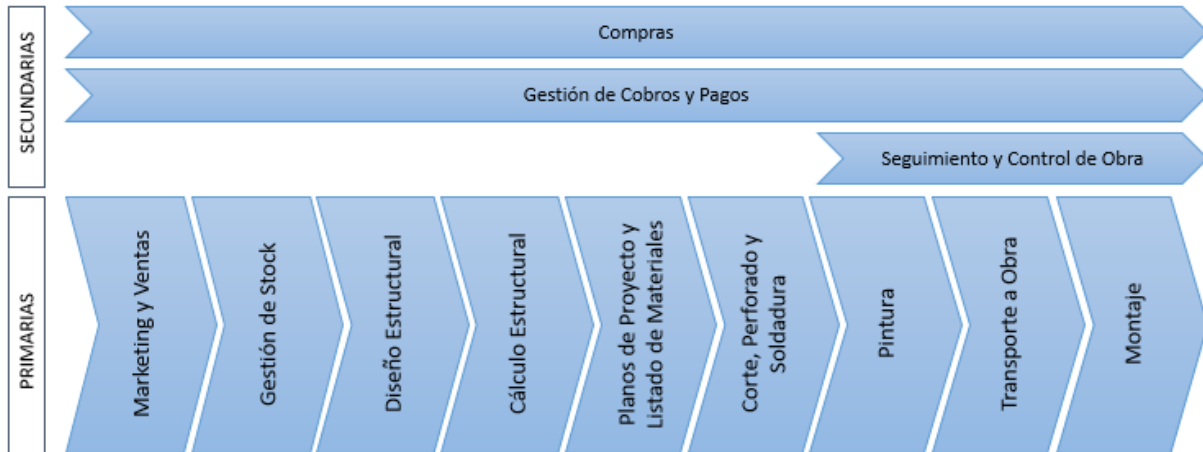 SECUNDARIAS
Compras
Gestión de Cobros y Pagos
Seguimiento y Control de Obra
PRIMARIAS
Marketing y Ventas
Gestión de Stock
Diseño Estructural
Cálculo Estructural
Planos de Proyecto y
Listado de Materiales
Corte, Perforado y
Soldadura
Pintura
Transporte a Obra
Montaje